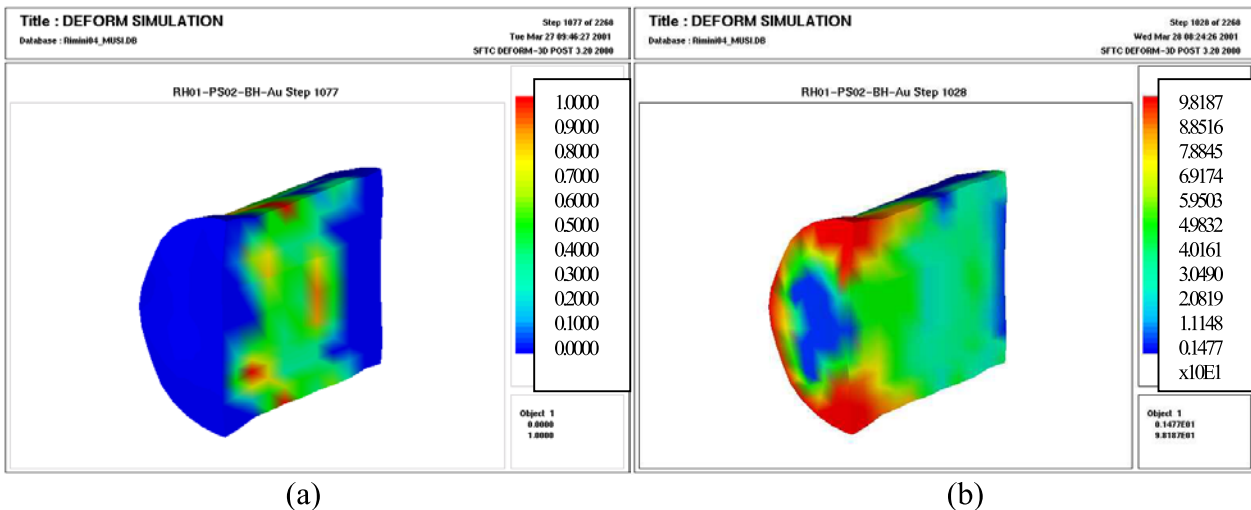 Title : DEFORM SIMULATION
Step 1077 of 2260
Database : Rimini04_MUSI.DB
Tue Mar 27 09:46:27 2001
SFTC DEFORM-3D POST 3.20 2000
RH01-PS02-BH-Au Step 1077
1.0000
0.9000
0.8000
0.7000
0.6000
0.5000
0.4000
0.3000
0.2000
0.1000
0.0000
Object 1
0.0000
1.0000
(a)
Title : DEFORM SIMULATION
Step 1028 of 2260
Database : Rimini04_MUSI.DB
Wed Mar 28 08:24:26 2001
SFTC DEFORM-3D POST 3.20 2000
RH01-PS02-BH-Au Step 1028
9.8187
8.8516
7.8845
6.9174
5.9503
4.9832
4.0161
3.0490
2.0819
1.1148
0.1477
x10E1
Object 1
0.1477E01
9.8187E01
(b)